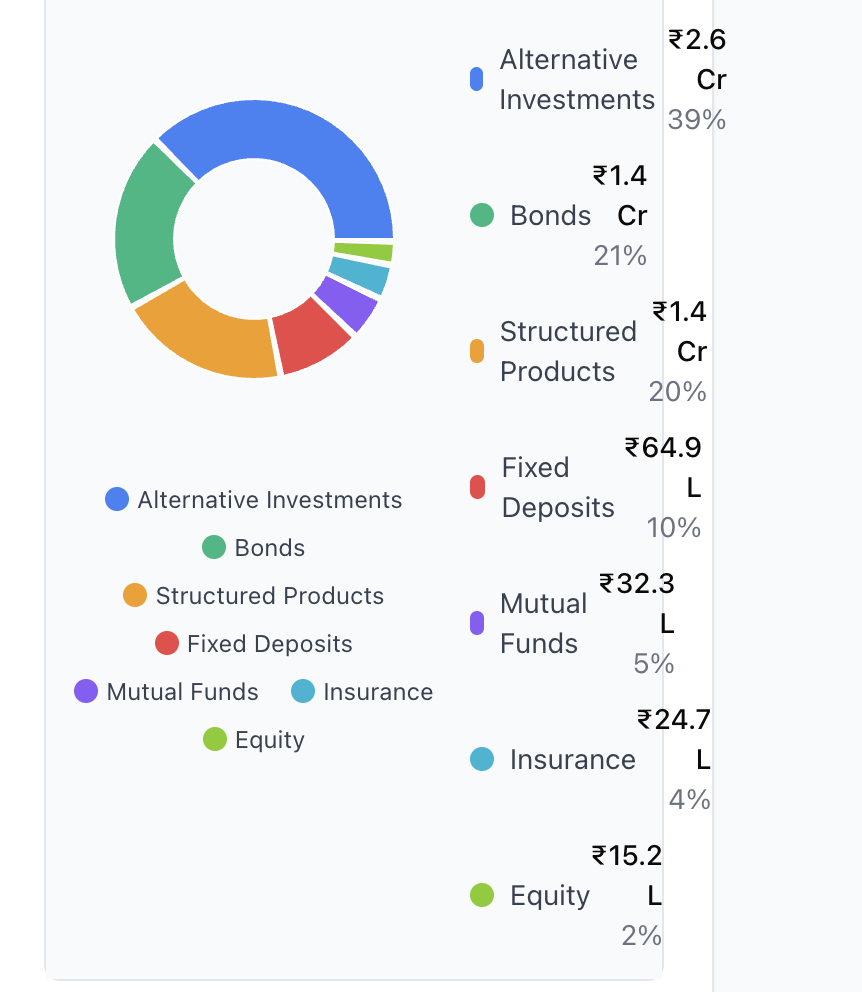 Alternative Investments
Bonds
Structured Products
Fixed Deposits
Mutual Funds
Insurance
Equity
Alternative
Investments
₹2.6
Cr
39%
Bonds
₹1.4
Cr
21%
Structured
Products
₹1.4
Cr
20%
Fixed
Deposits
₹64.9
L
10%
Mutual
Funds
₹32.3
L
5%
Insurance
₹24.7
L
4%
Equity
₹15.2
L
2%